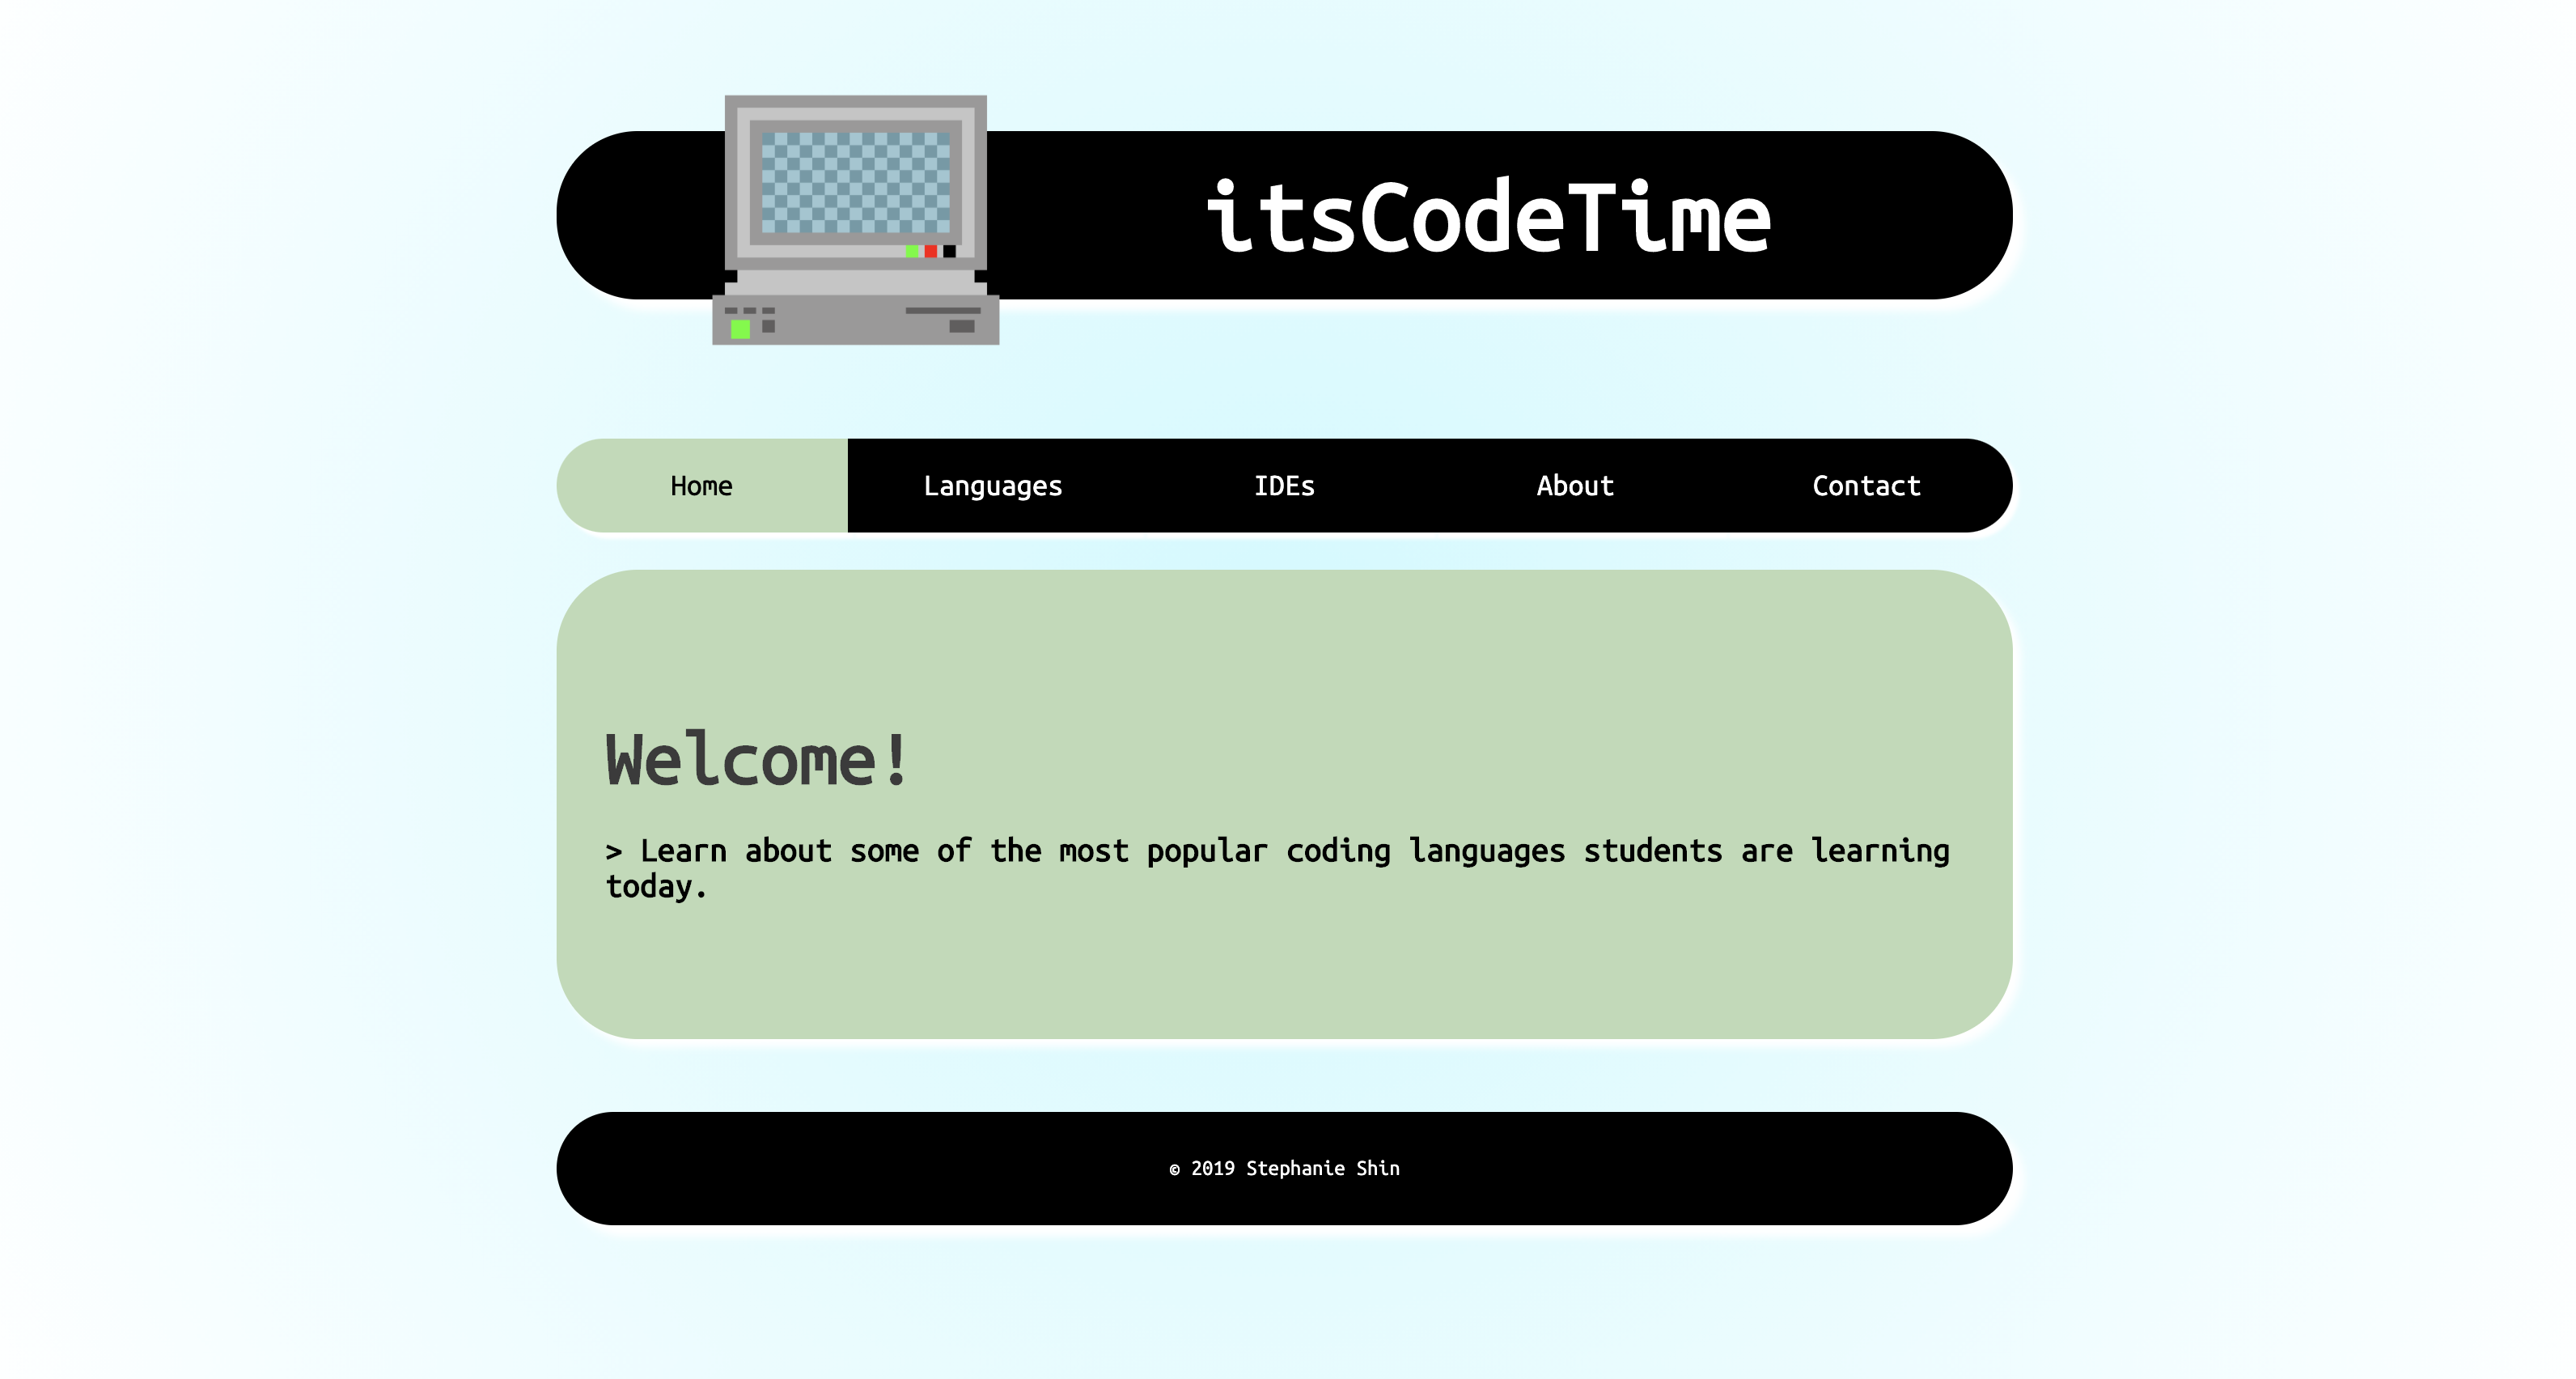 itsCodeTime
Home Languages IDEs About Contact
Welcome!
> Learn about some of the most popular coding languages students are learning
today.
© 2019 Stephanie Shin